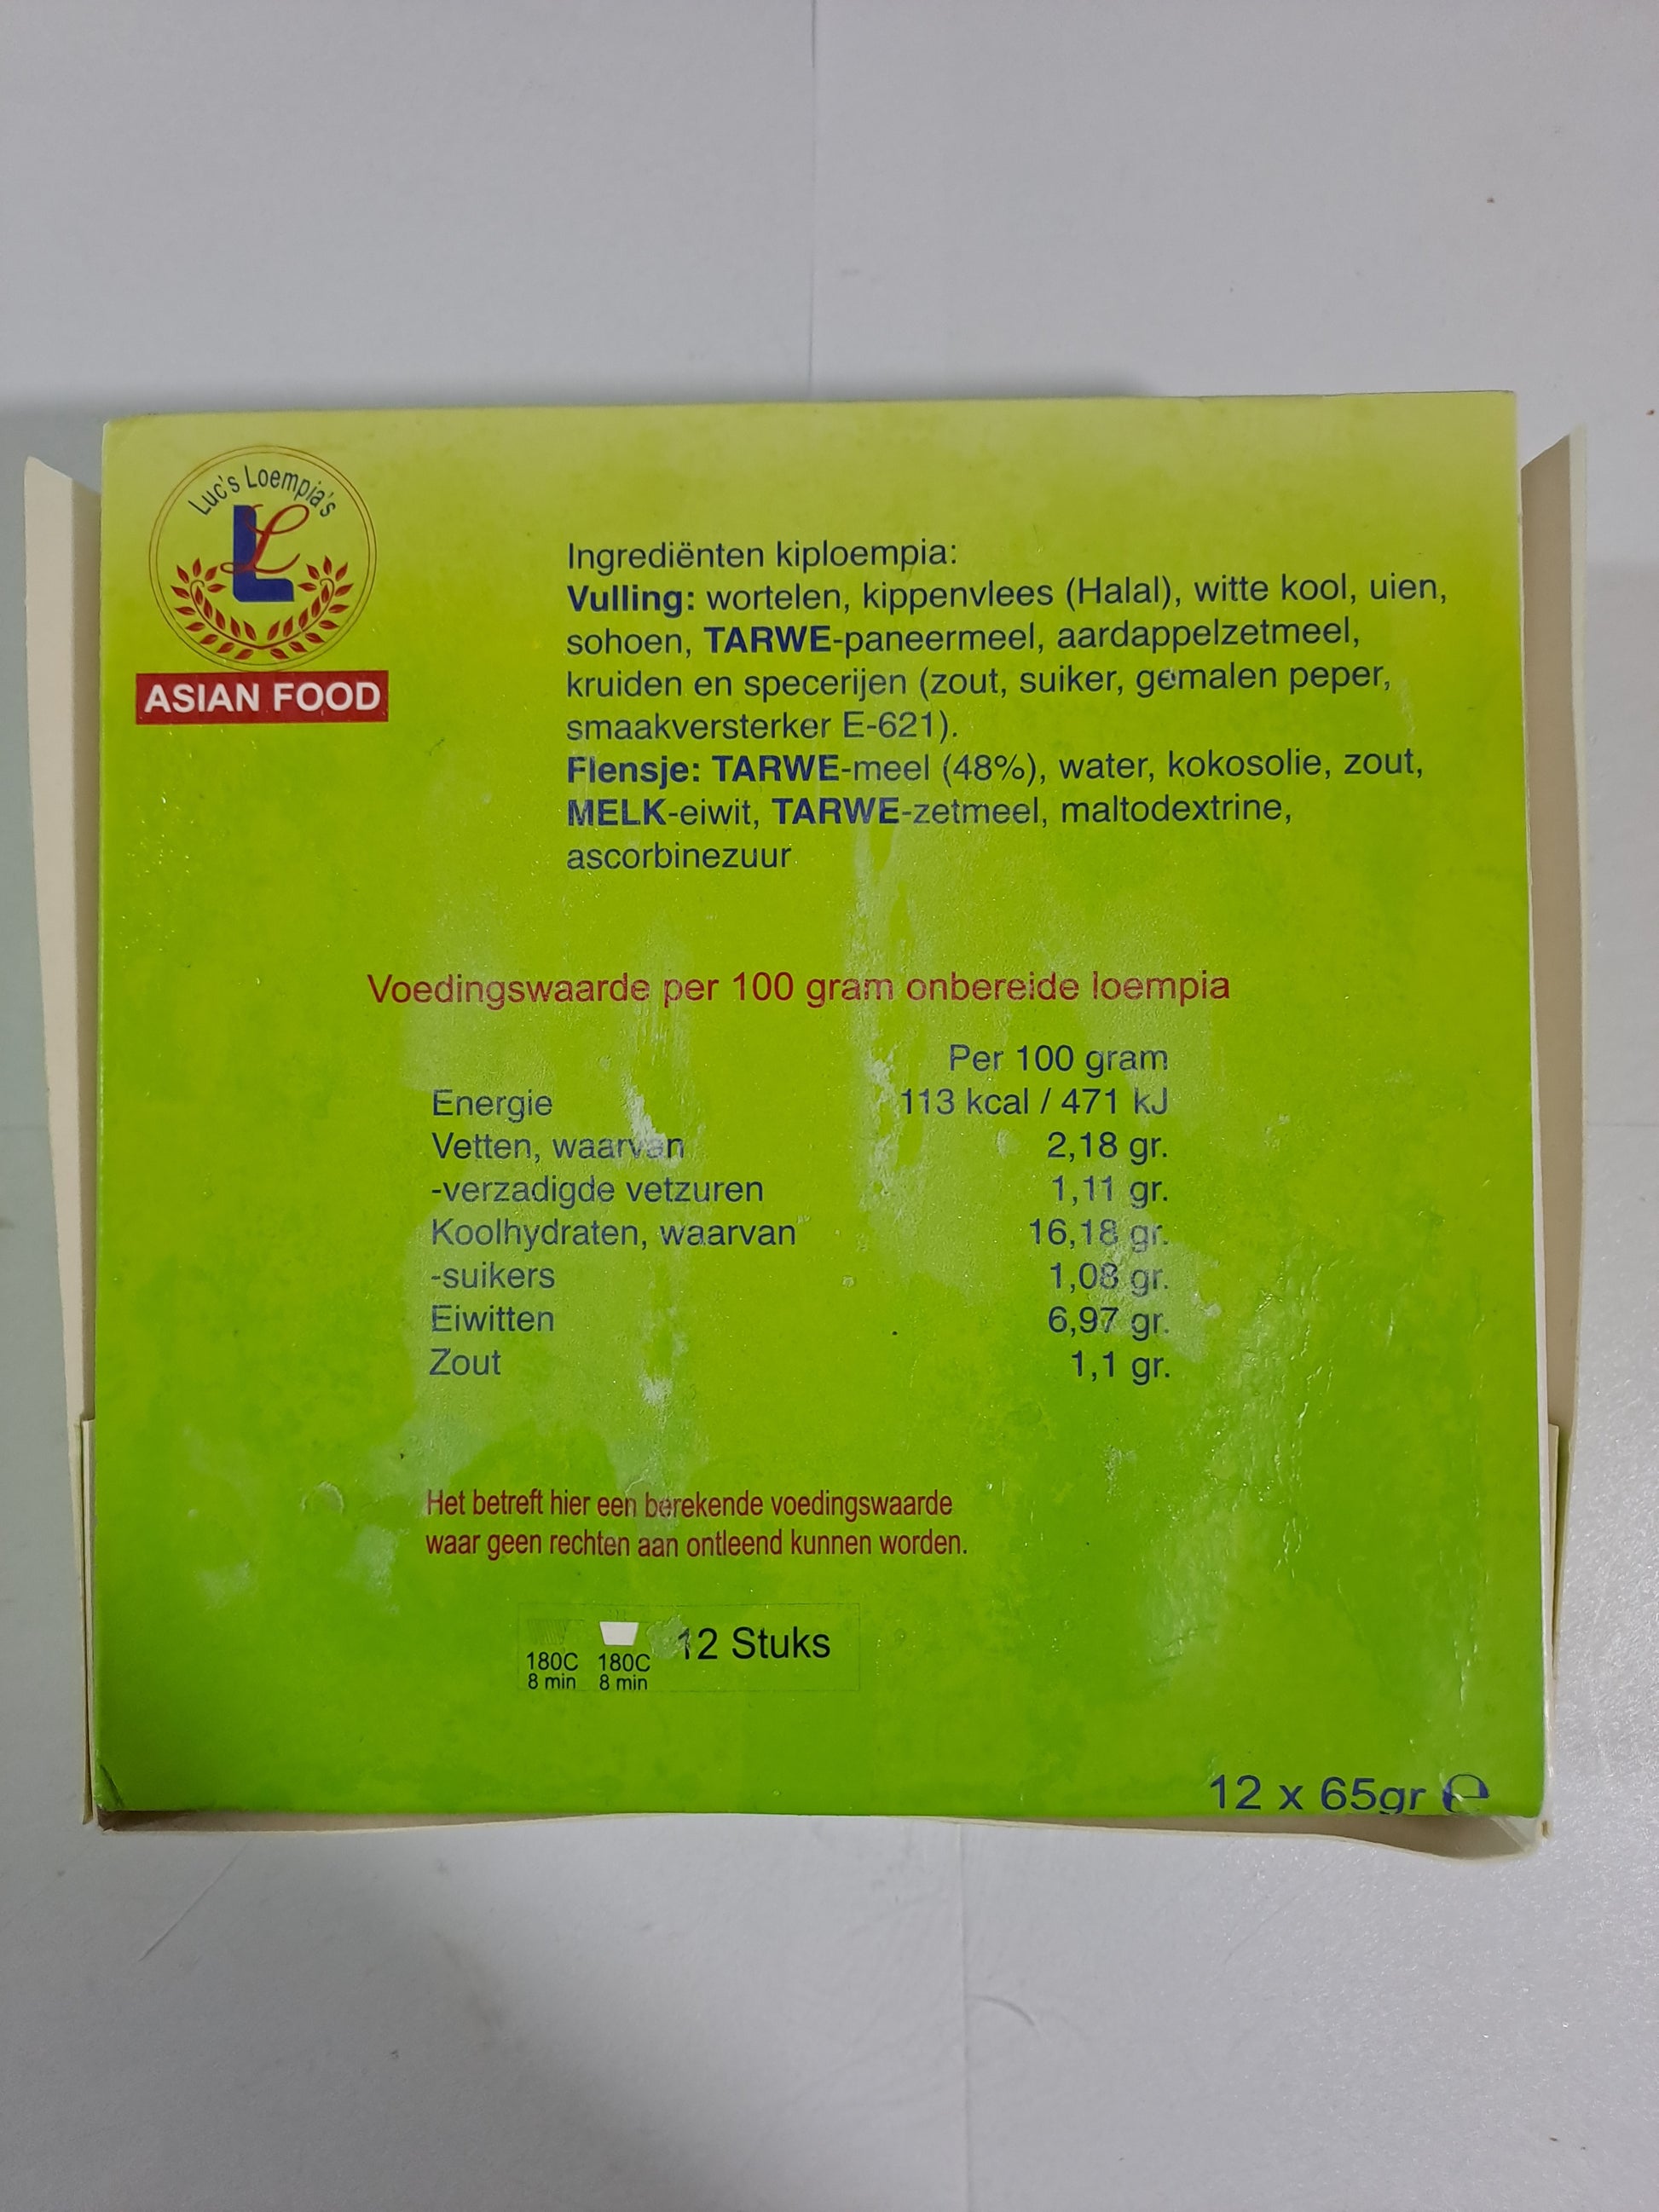 Luc's Loempia's
L L
ASIAN FOOD
Ingrediënten kiploempia:
Vulling: wortelen, kippenvlees (Halal), witte kool, uien,
sohoen, TARWE-paneermeel, aardappelzetmeel,
kruiden en specerijen (zout, suiker, gemalen peper,
smaakversterker E-621).
Flensje: TARWE-meel (48%), water, kokosolie, zout,
MELK-eiwit, TARWE-zetmeel, maltodextrine,
ascorbinezuur
Voedingswaarde per 100 gram onbereide loempia
Per 100 gram
Energie 113 kcal / 471 kJ
Vetten, waarvan 2,18 gr.
-verzadigde vetzuren 1,11 gr.
Koolhydraten, waarvan 16,18 gr.
-suikers 1,08 gr.
Eiwitten 6,97 gr.
Zout 1,1 gr.
Het betreft hier een berekende voedingswaarde
waar geen rechten aan ontleend kunnen worden.
12 Stuks
180C 180C
8 min 8 min
12 x 65gr ℮